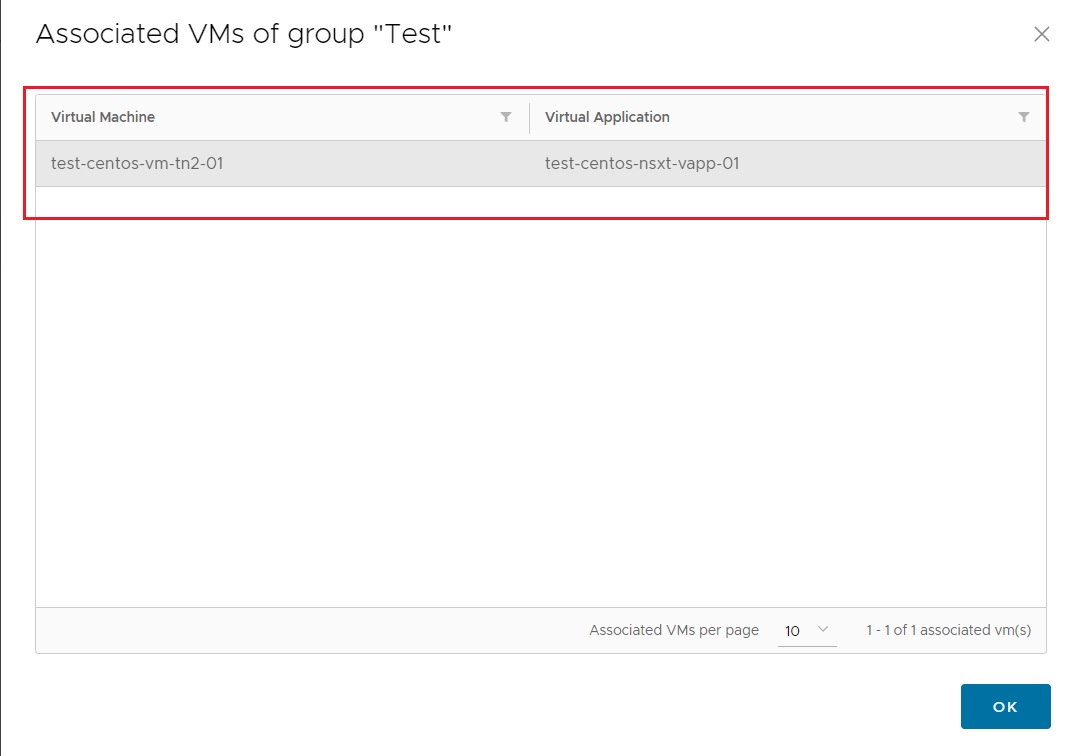 Associated VMs of group "Test"
Virtual Machine Virtual Application
test-centos-vm-tn2-01 test-centos-nsxt-vapp-01
Associated VMs per page 10 1 - 1 of 1 associated vm(s)
OK